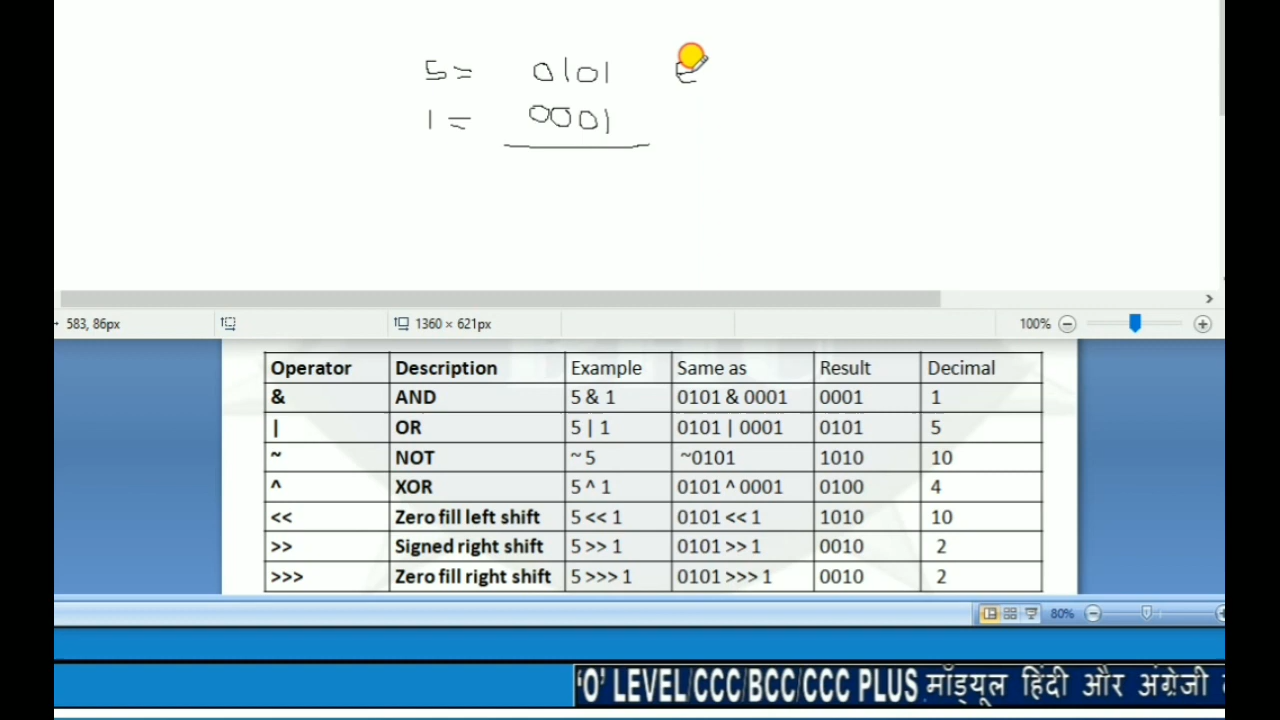 5= 0101
1= 0001
583, 86px 1360 × 621px 100%
Operator Description Example Same as Result Decimal
& AND 5 & 1 0101 & 0001 0001 1
| OR 5 | 1 0101 | 0001 0101 5
~ NOT ~ 5 ~0101 1010 10
^ XOR 5 ^ 1 0101 ^ 0001 0100 4
<< Zero fill left shift 5 << 1 0101 << 1 1010 10
>> Signed right shift 5 >> 1 0101 >> 1 0010 2
>>> Zero fill right shift 5 >>> 1 0101 >>> 1 0010 2
80%
'O' LEVEL/CCC/BCC/CCC PLUS मॉड्यूल हिंदी और अंग्रेजी